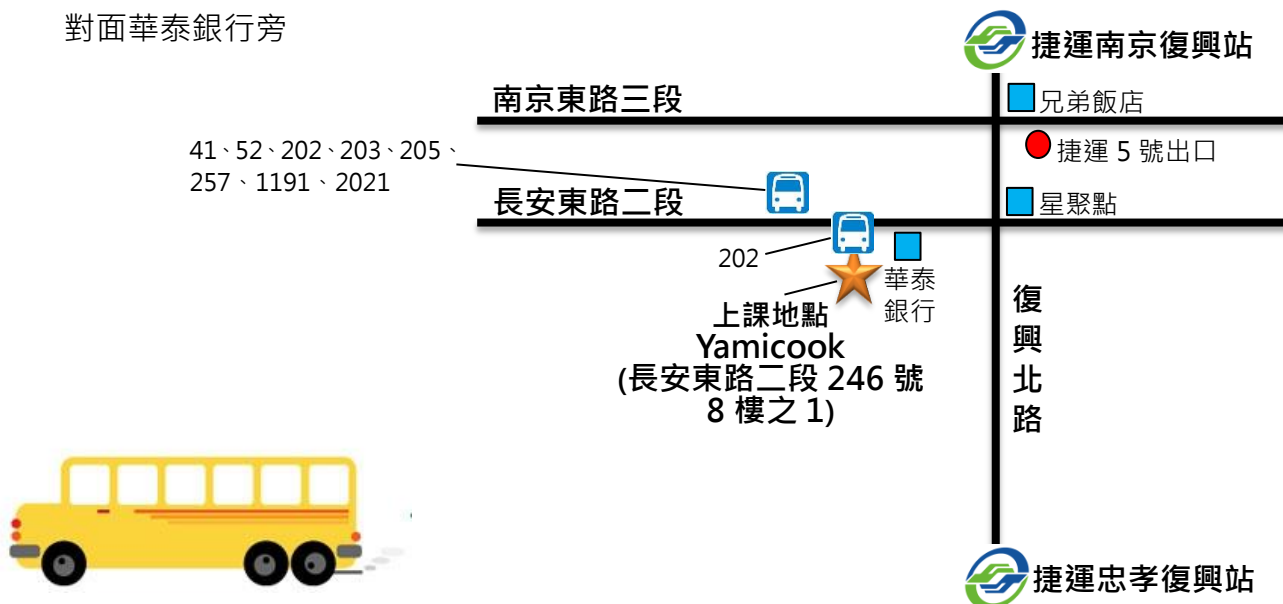 對面華泰銀行旁
捷運南京復興站
南京東路三段
兄弟飯店
41、52、202、203、205、
257、1191、2021
捷運 5 號出口
長安東路二段
星聚點
202
華泰
銀行
上課地點
Yamicook
(長安東路二段 246 號
8 樓之 1)
復
興
北
路
捷運忠孝復興站